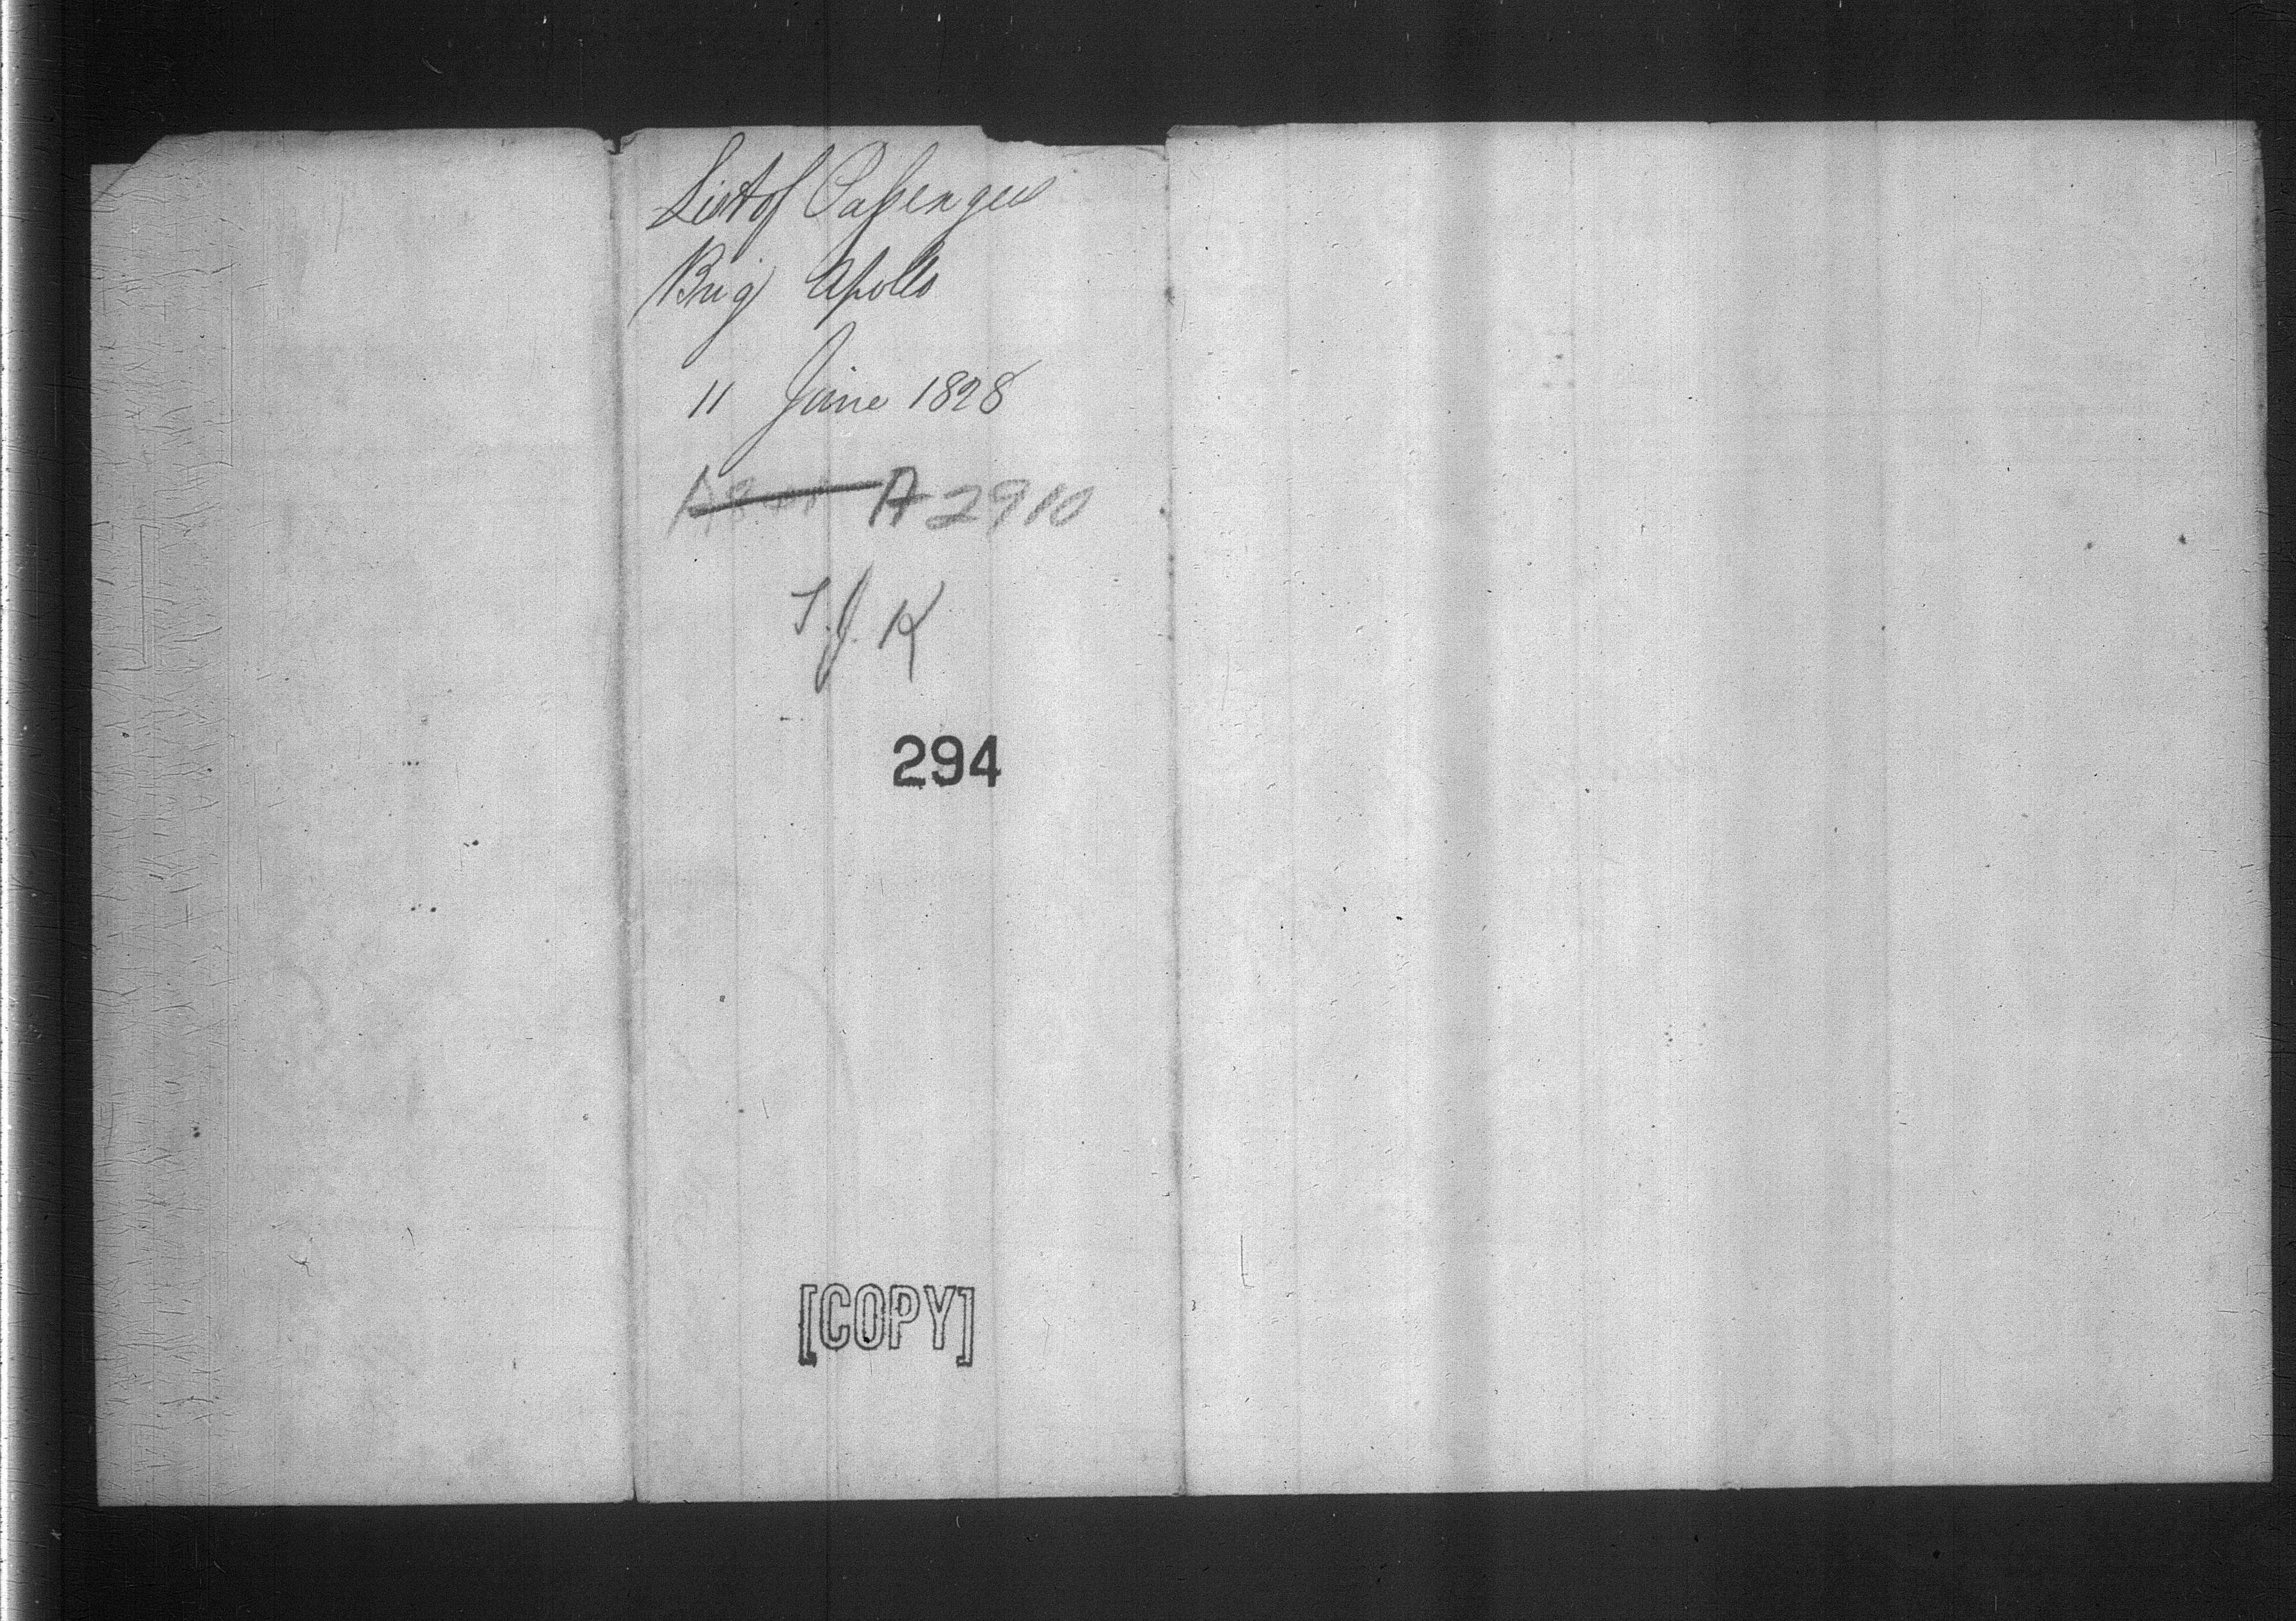 List of Passengers
Brig Apollo
11 June 1828
A 2910
T.J. K
294
[COPY]